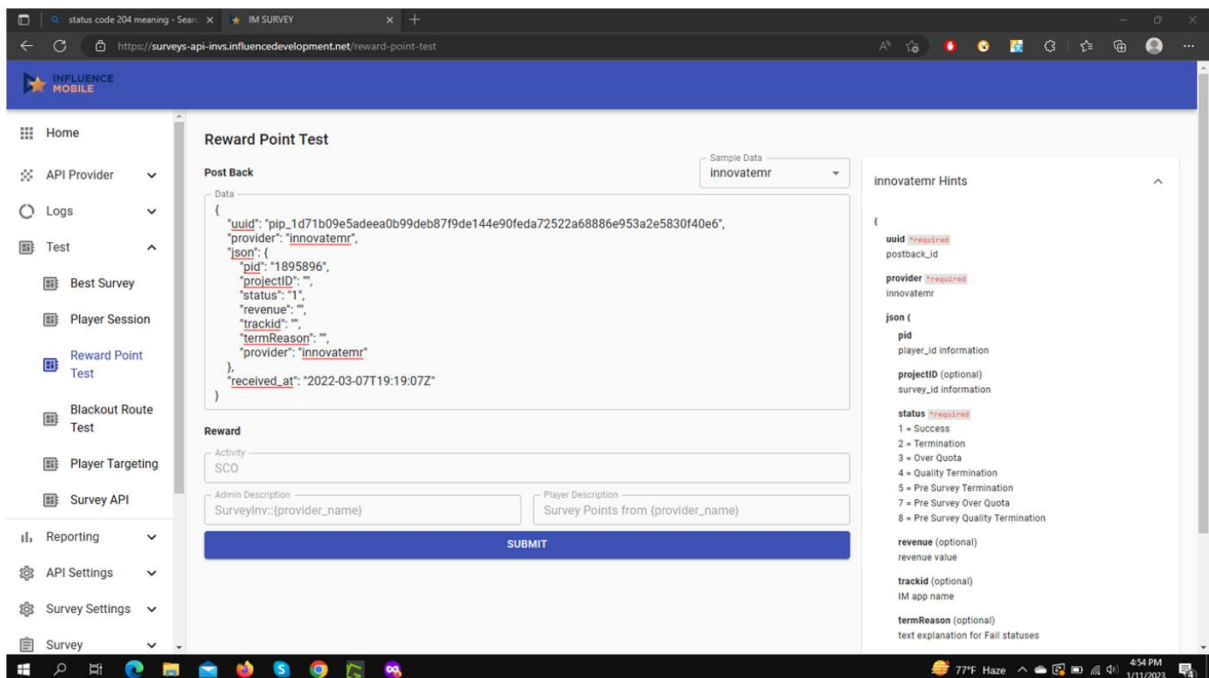 status code 204 meaning - Sear
IM SURVEY
https://surveys-api-invs.influencedevelopment.net/reward-point-test
INFLUENCE
MOBILE
Home
API Provider
Logs
Test
Best Survey
Player Session
Reward Point
Test
Blackout Route
Test
Player Targeting
Survey API
Reporting
API Settings
Survey Settings
Survey
Reward Point Test
Post Back
Sample Data
innovatemr
Data
{
"uuid": "pip_1d71b09e5adeea0b99deb87f9de144e90feda72522a68886e953a2e5830f40e6",
"provider": "innovatemr",
"json": {
"pid": "1895896",
"projectID": "",
"status": "1",
"revenue": "",
"trackid": "",
"termReason": "",
"provider": "innovatemr"
},
"received_at": "2022-03-07T19:19:07Z"
}
Reward
Activity
SCO
Admin Description
SurveyInv::{provider_name}
Player Description
Survey Points from {provider_name}
SUBMIT
innovatemr Hints
{
uuid *required
postback_id
provider *required
innovatemr
json {
pid
player_id information
projectID (optional)
survey_id information
status *required
1 = Success
2 = Termination
3 = Over Quota
4 = Quality Termination
5 = Pre Survey Termination
7 = Pre Survey Over Quota
8 = Pre Survey Quality Termination
revenue (optional)
revenue value
trackid (optional)
IM app name
termReason (optional)
text explanation for Fail statuses
77°F Haze
4:54 PM
1/11/2023